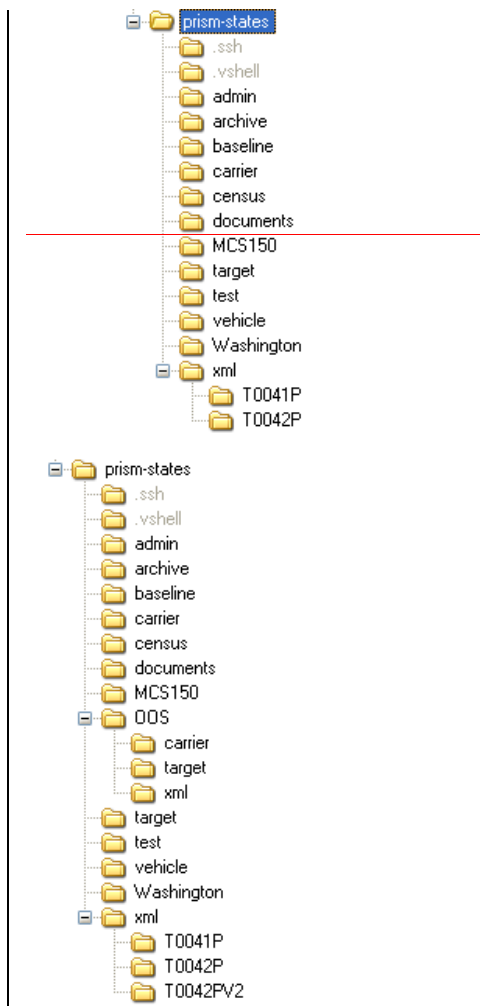 prism-states
.ssh
.vshell
admin
archive
baseline
carrier
census
documents
MCS150
target
test
vehicle
Washington
xml
T0041P
T0042P
prism-states
.ssh
.vshell
admin
archive
baseline
carrier
census
documents
MCS150
OOS
carrier
target
xml
target
test
vehicle
Washington
xml
T0041P
T0042P
T0042PV2